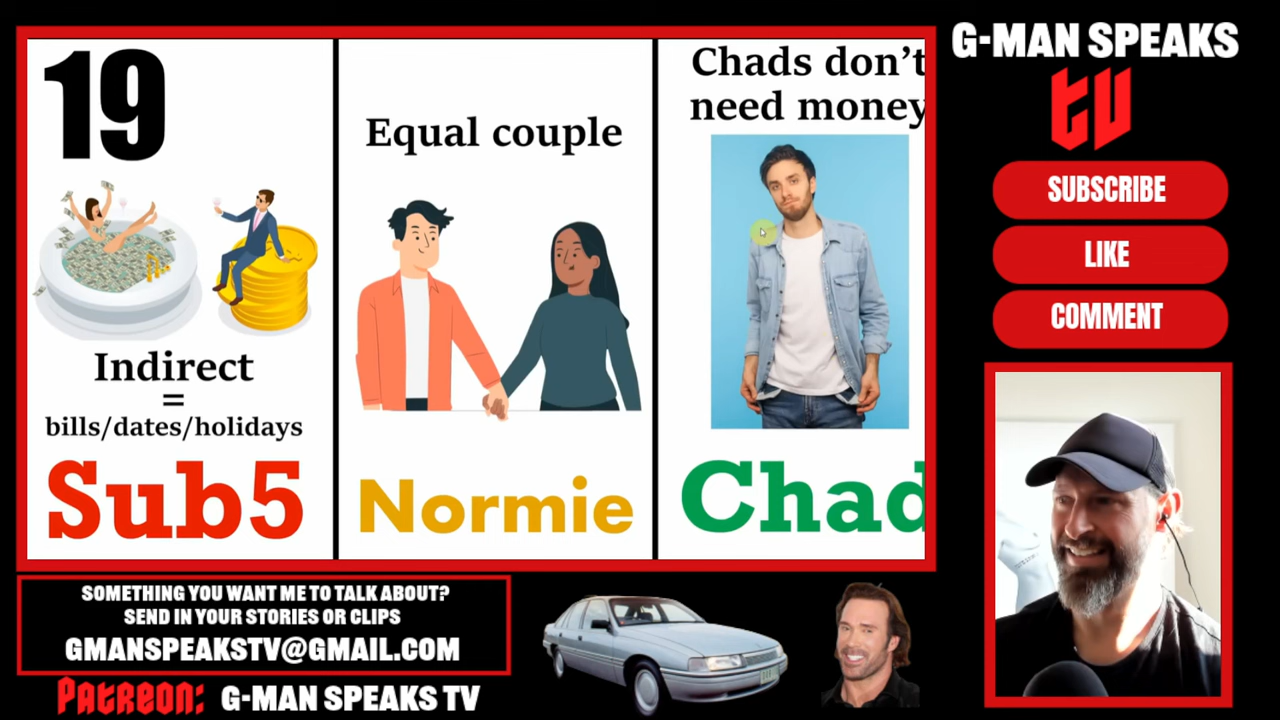 19
Indirect
=
bills/dates/holidays
Sub5
Equal couple
Normie
Chads don't
need money
Chad
G-MAN SPEAKS
tv
SUBSCRIBE
LIKE
COMMENT
SOMETHING YOU WANT ME TO TALK ABOUT?
SEND IN YOUR STORIES OR CLIPS
GMANSPEAKSTV@GMAIL.COM
PATREON: G-MAN SPEAKS TV